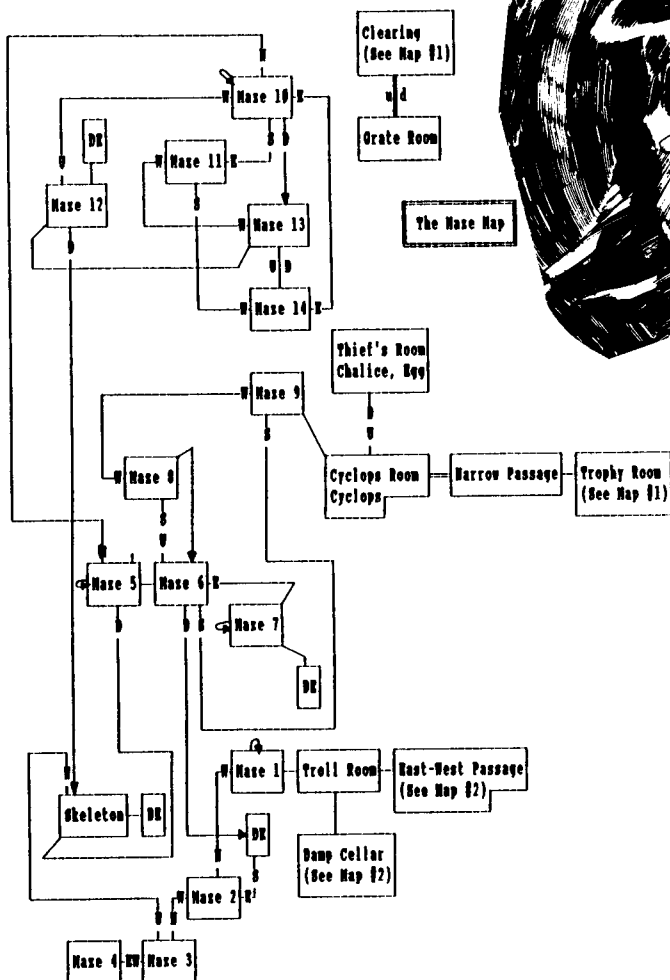 Clearing
(See Map #1)
N
Maze 10
W
E
u d
DE
S D
Grate Room
Maze 11
W
E
U
Maze 12
S
The Maze Map
W
Maze 13
D
U D
W
Maze 14
E
Thief's Room
Chalice, Egg
W
Maze 9
D
U
S
W
Maze 8
Cyclops Room
Cyclops
Narrow Passage
Trophy Room
(See Map #1)
S
W
Maze 5
Maze 6
E
D
D S
Maze 7
DE
W
Maze 1
Troll Room
East-West Passage
(See Map #2)
Skeleton
DE
DE
Damp Cellar
(See Map #2)
S
W
Maze 2
E
Maze 4
Maze 3